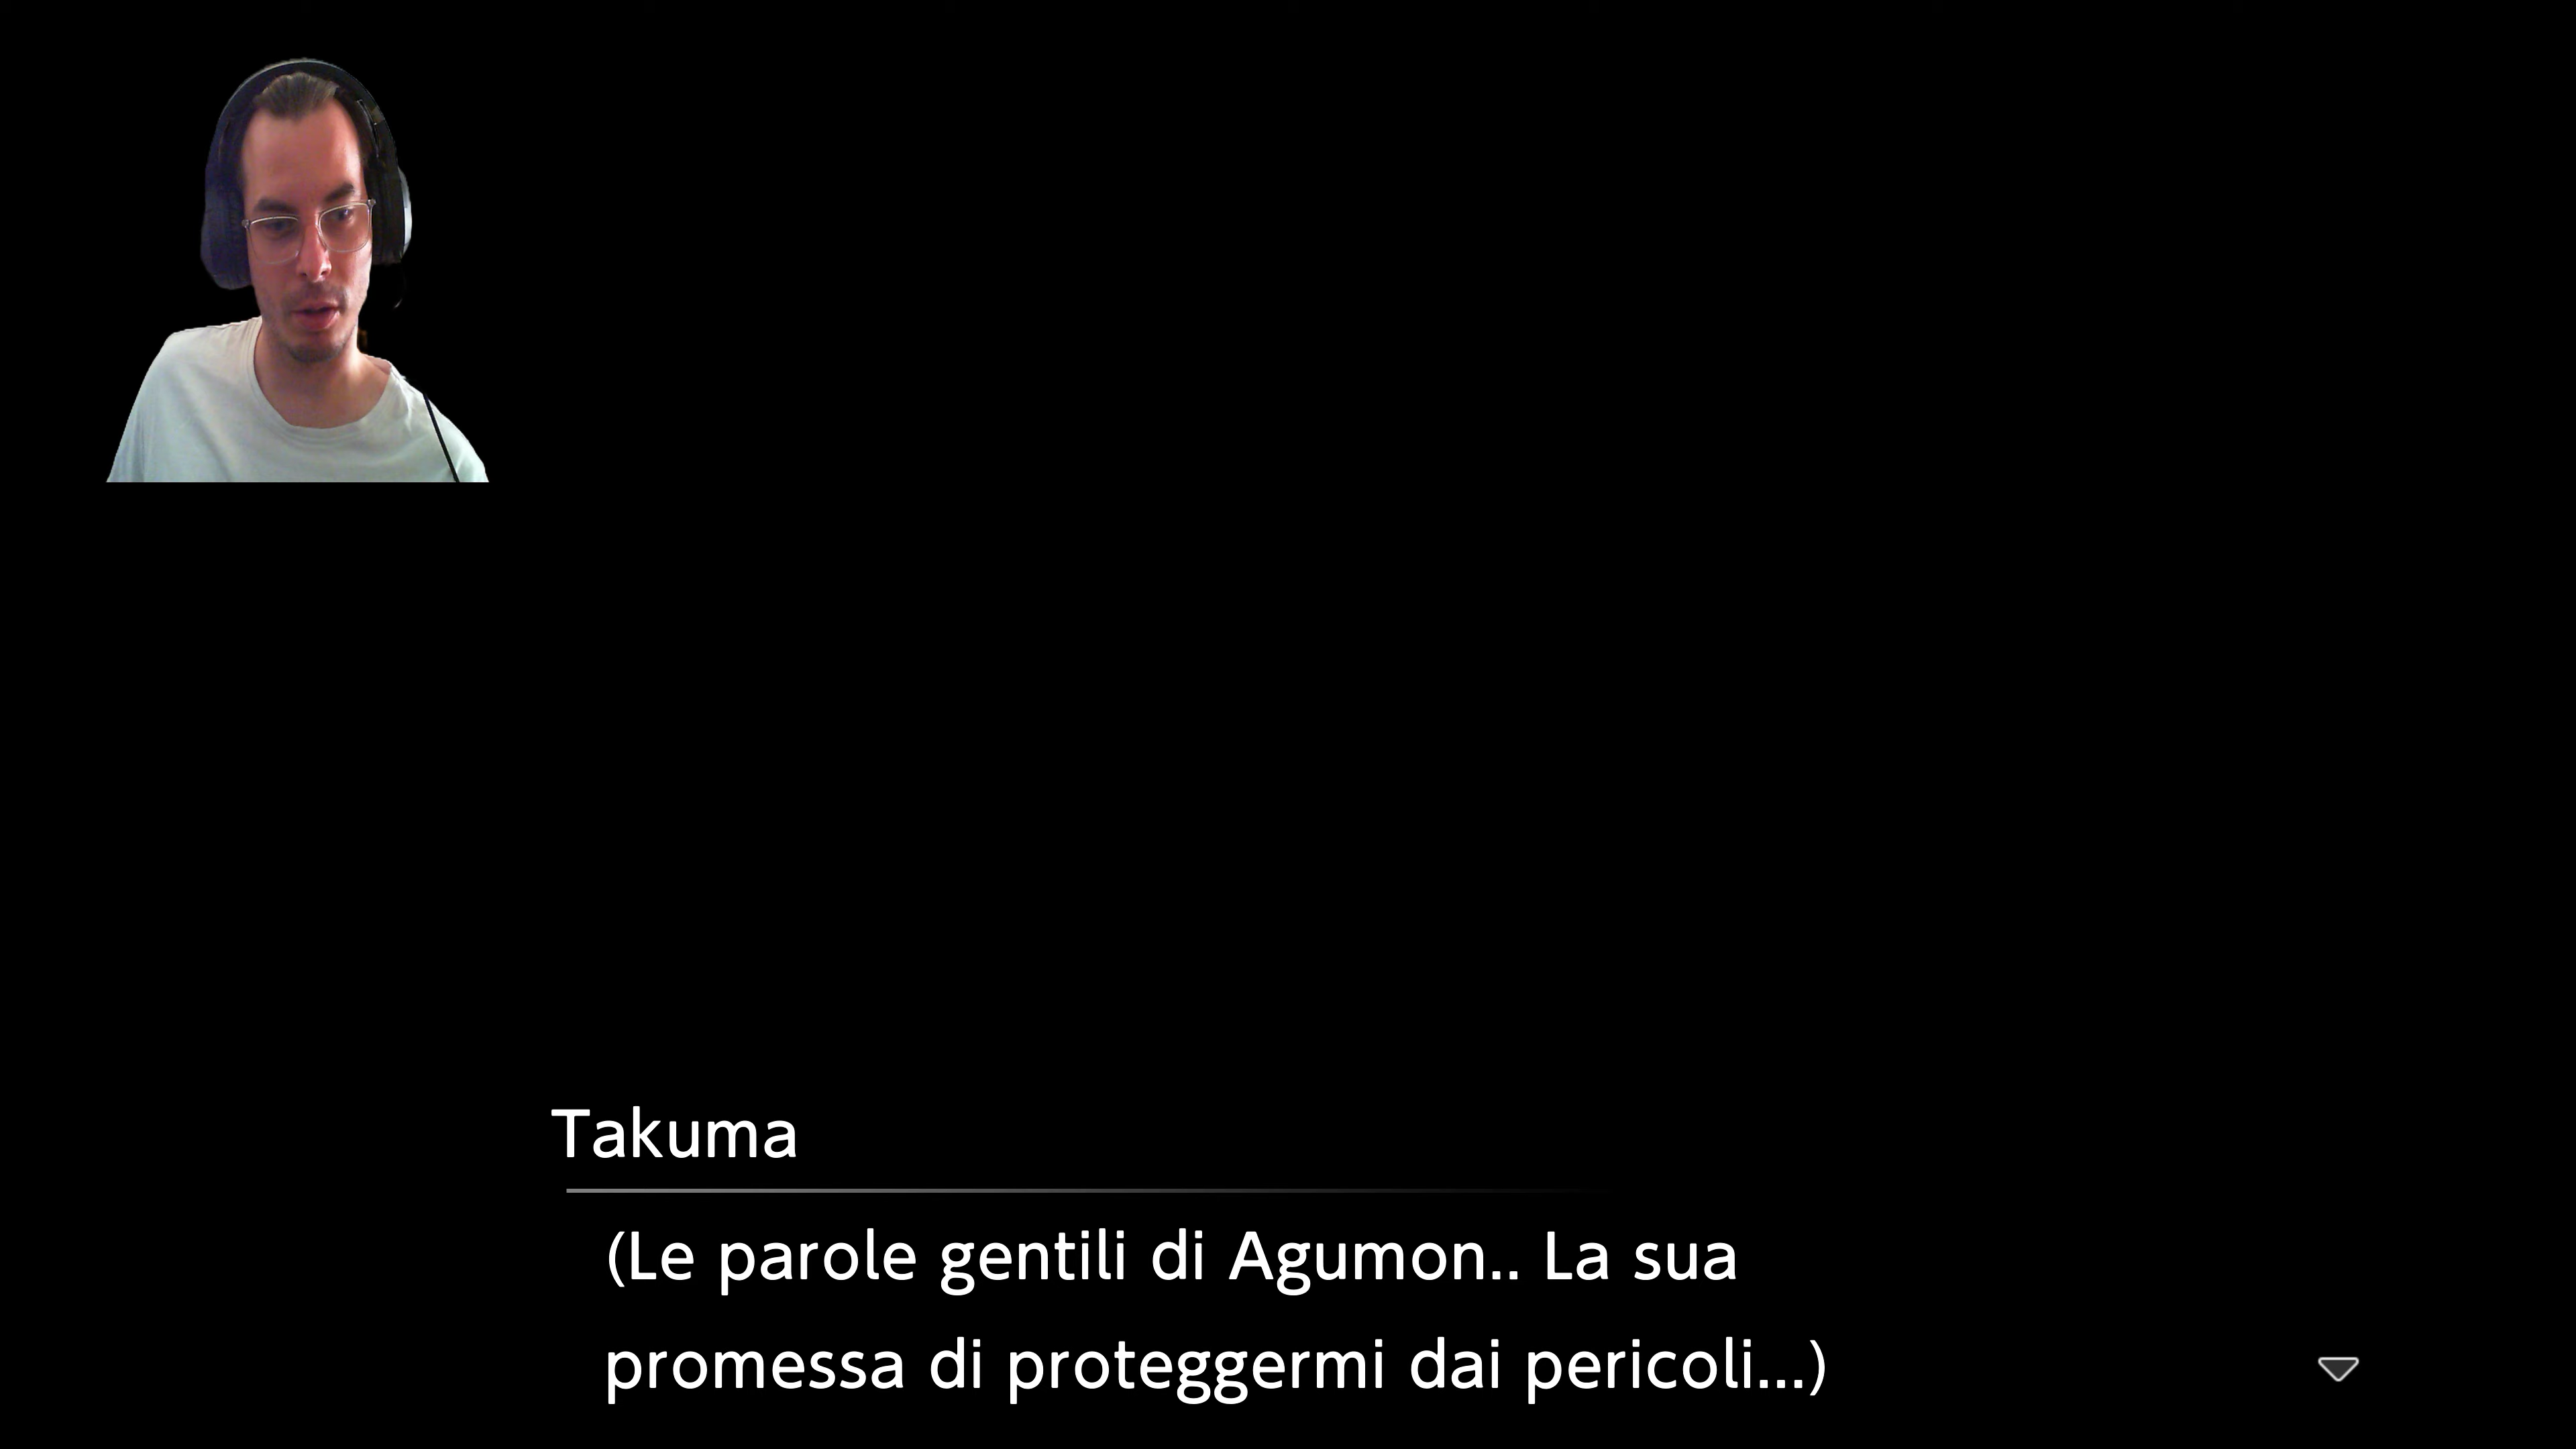 Takuma
(Le parole gentili di Agumon.. La sua
promessa di proteggermi dai pericoli...)